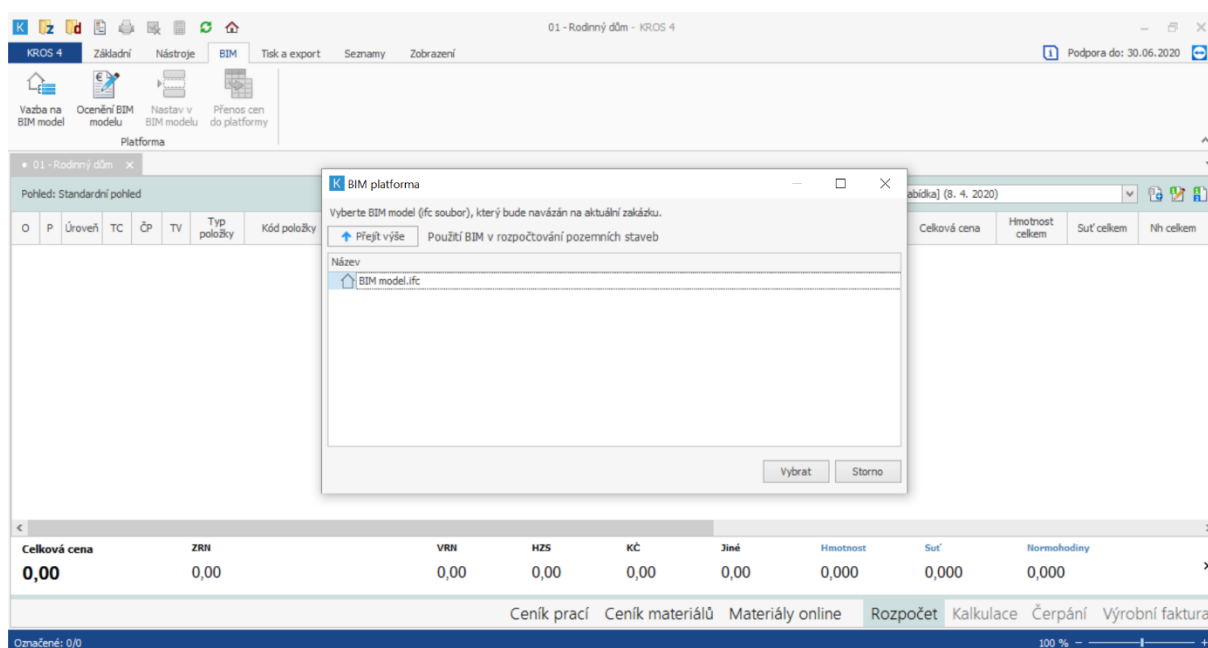 01 - Rodinný dům - KROS 4
KROS 4 Základní Nástroje BIM Tisk a export Seznamy Zobrazení Podpora do: 30.06.2020
Vazba na BIM model
Ocenění BIM modelu
Nastav v BIM modelu
Přenos cen do platformy
Platforma
01 - Rodinný dům
Pohled: Standardní pohled
abídka] (8. 4. 2020)
O P Úroveň TC ČP TV Typ položky Kód položky Celková cena Hmotnost celkem Suť celkem Nh celkem
BIM platforma
Vyberte BIM model (ifc soubor), který bude navázán na aktuální zakázku.
Přejít výše Použití BIM v rozpočtování pozemních staveb
Název
BIM model.ifc
Vybrat Storno
Celková cena ZRN VRN HZS KČ Jiné Hmotnost Suť Normohodiny
0,00 0,00 0,00 0,00 0,00 0,00 0,000 0,000 0,000
Ceník prací Ceník materiálů Materiály online Rozpočet Kalkulace Čerpání Výrobní faktura
Označené: 0/0 100 %